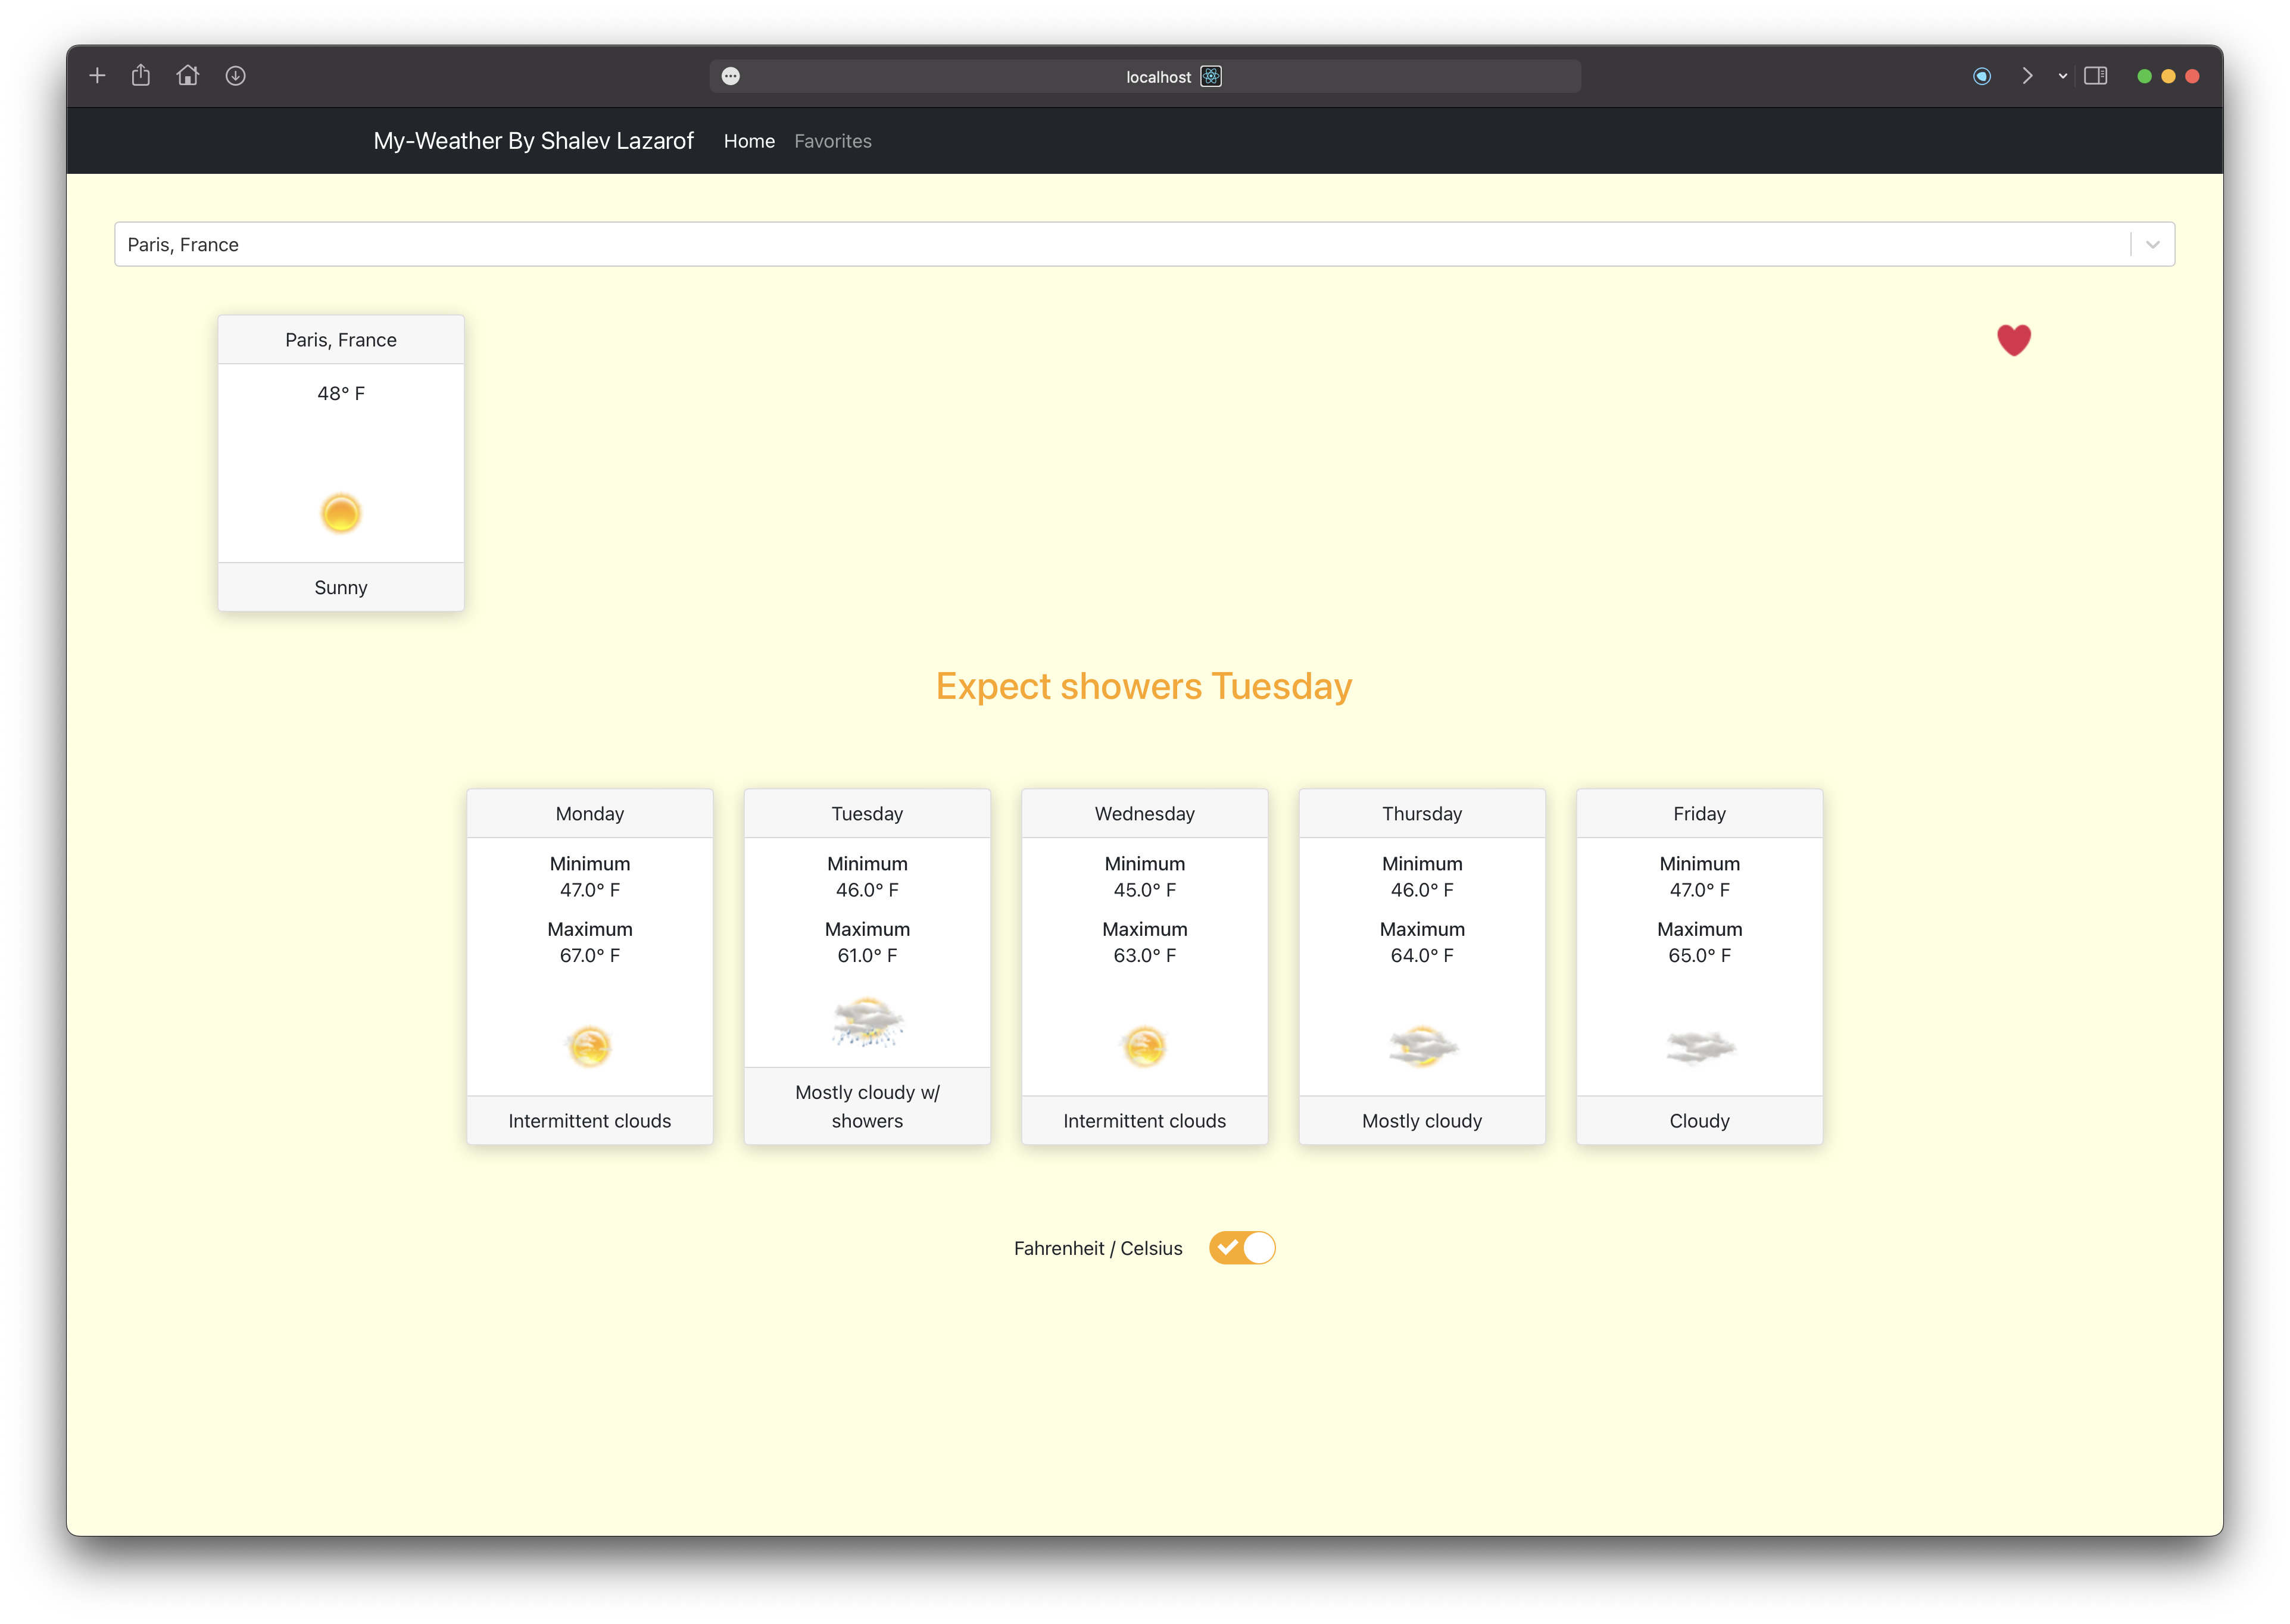 localhost
My-Weather By Shalev Lazarof Home Favorites
Paris, France
Paris, France
48° F
Sunny
Expect showers Tuesday
Monday
Minimum
47.0° F
Maximum
67.0° F
Intermittent clouds
Tuesday
Minimum
46.0° F
Maximum
61.0° F
Mostly cloudy w/
showers
Wednesday
Minimum
45.0° F
Maximum
63.0° F
Intermittent clouds
Thursday
Minimum
46.0° F
Maximum
64.0° F
Mostly cloudy
Friday
Minimum
47.0° F
Maximum
65.0° F
Cloudy
Fahrenheit / Celsius